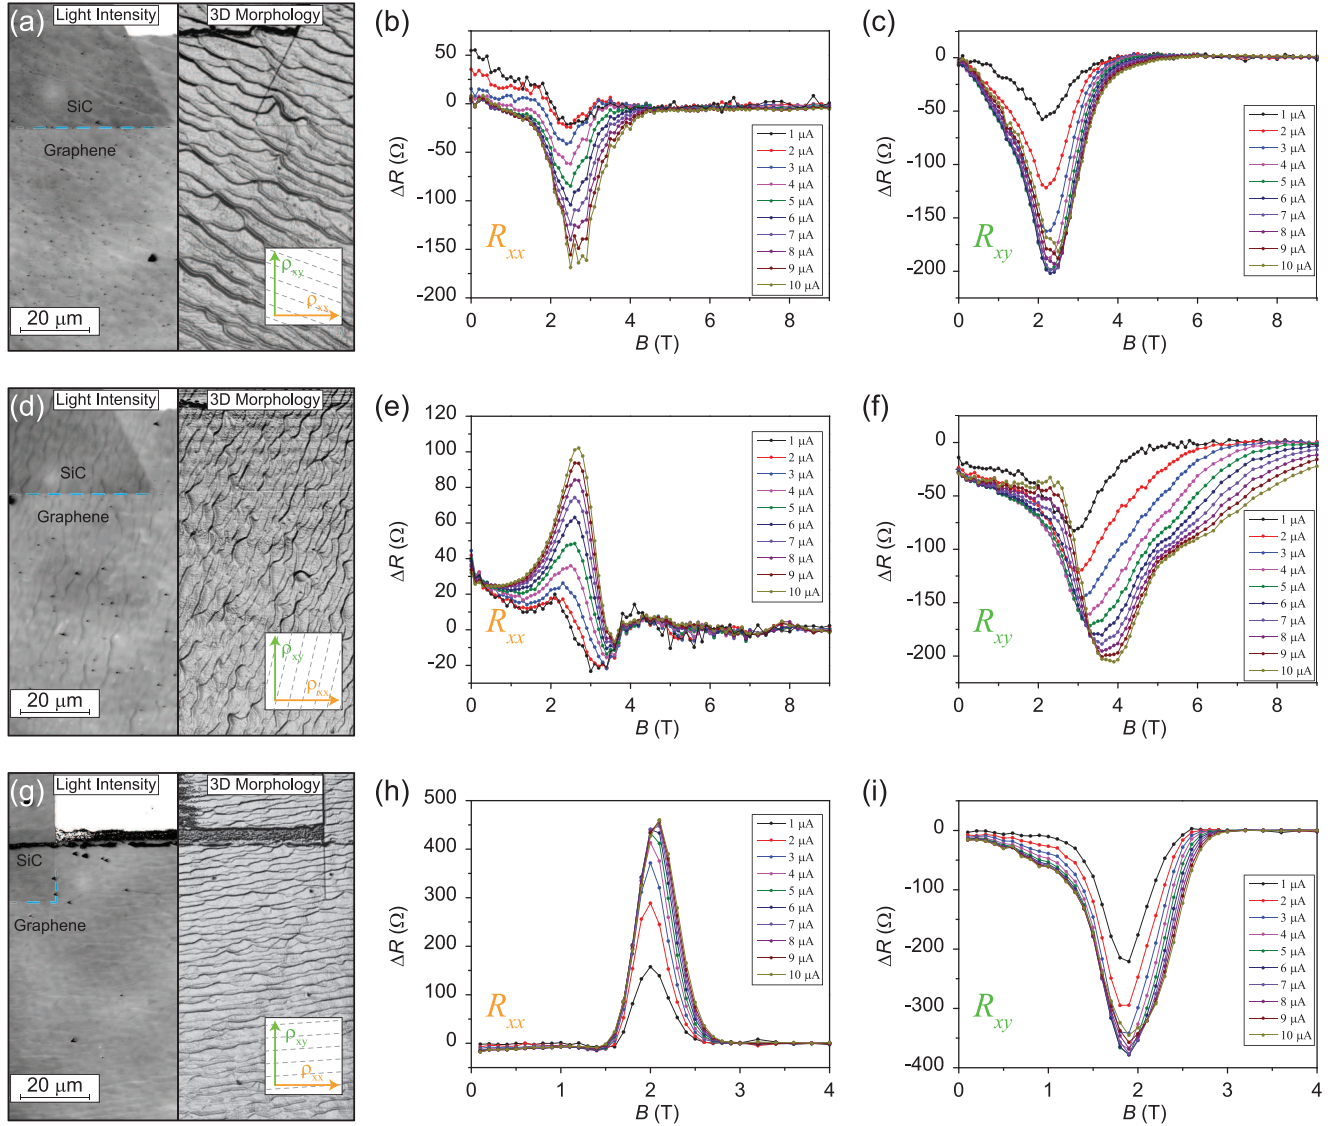 (a)
Light Intensity
3D Morphology
SiC
Graphene
20 μm
ρxy
ρxx
(b)
ΔR (Ω)
50
0
-50
-100
-150
-200
0 2 4 6 8
B (T)
Rxx
1 μA
2 μA
3 μA
4 μA
5 μA
6 μA
7 μA
8 μA
9 μA
10 μA
(c)
ΔR (Ω)
0
-50
-100
-150
-200
0 2 4 6 8
B (T)
Rxy
1 μA
2 μA
3 μA
4 μA
5 μA
6 μA
7 μA
8 μA
9 μA
10 μA
(d)
Light Intensity
3D Morphology
SiC
Graphene
20 μm
ρxy
ρxx
(e)
ΔR (Ω)
120
100
80
60
40
20
0
-20
0 2 4 6 8
B (T)
Rxx
1 μA
2 μA
3 μA
4 μA
5 μA
6 μA
7 μA
8 μA
9 μA
10 μA
(f)
ΔR (Ω)
0
-50
-100
-150
-200
0 2 4 6 8
B (T)
Rxy
1 μA
2 μA
3 μA
4 μA
5 μA
6 μA
7 μA
8 μA
9 μA
10 μA
(g)
Light Intensity
3D Morphology
SiC
Graphene
20 μm
ρxy
ρxx
(h)
ΔR (Ω)
500
400
300
200
100
0
0 1 2 3 4
B (T)
Rxx
1 μA
2 μA
3 μA
4 μA
5 μA
6 μA
7 μA
8 μA
9 μA
10 μA
(i)
ΔR (Ω)
0
-100
-200
-300
-400
0 1 2 3 4
B (T)
Rxy
1 μA
2 μA
3 μA
4 μA
5 μA
6 μA
7 μA
8 μA
9 μA
10 μA